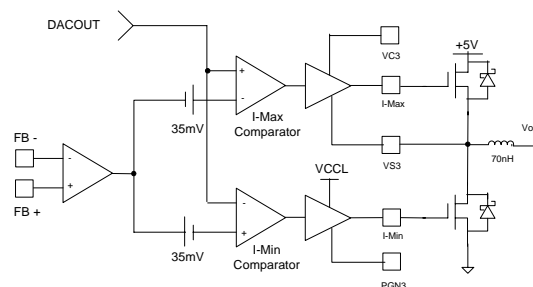 DACOUT
VC3
+5V
+
-
I-Max
Comparator
I-Max
35mV
FB -
-
FB +
+
VS3
70nH
Vo
VCCL
-
+
I-Min
Comparator
I-Min
35mV
PGN3